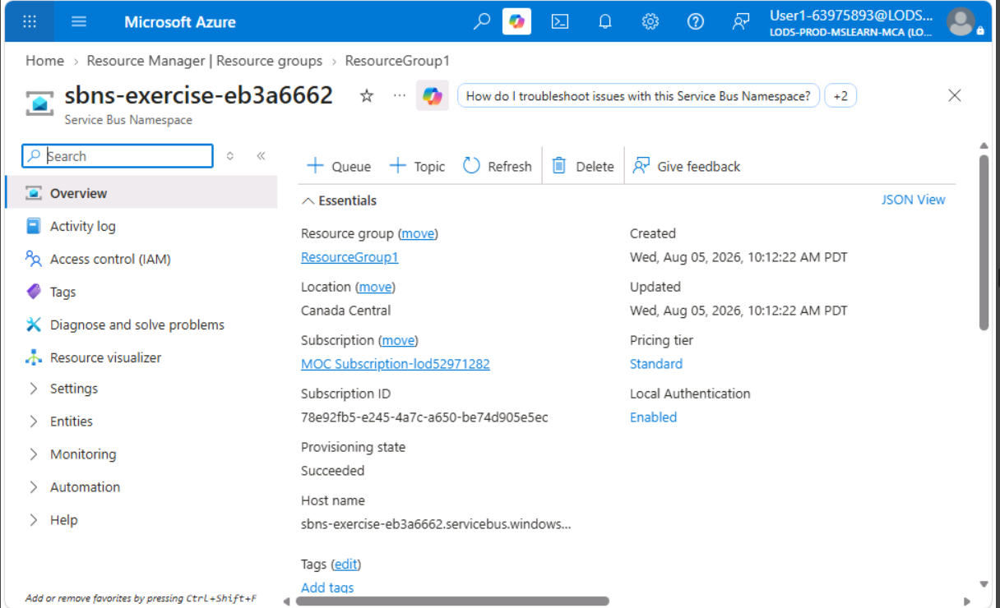 Microsoft Azure
User1-63975893@LODS...
LODS-PROD-MSLEARN-MCA (LO...
Home > Resource Manager | Resource groups > ResourceGroup1
sbns-exercise-eb3a6662
Service Bus Namespace
How do I troubleshoot issues with this Service Bus Namespace?
+2
Search
Overview
Activity log
Access control (IAM)
Tags
Diagnose and solve problems
Resource visualizer
Settings
Entities
Monitoring
Automation
Help
Add or remove favorites by pressing Ctrl+Shift+F
Queue Topic Refresh Delete Give feedback
Essentials
JSON View
Resource group (move)
ResourceGroup1
Location (move)
Canada Central
Subscription (move)
MOC Subscription-lod52971282
Subscription ID
78e92fb5-e245-4a7c-a650-be74d905e5ec
Provisioning state
Succeeded
Host name
sbns-exercise-eb3a6662.servicebus.windows...
Created
Wed, Aug 05, 2026, 10:12:22 AM PDT
Updated
Wed, Aug 05, 2026, 10:12:22 AM PDT
Pricing tier
Standard
Local Authentication
Enabled
Tags (edit)
Add tags